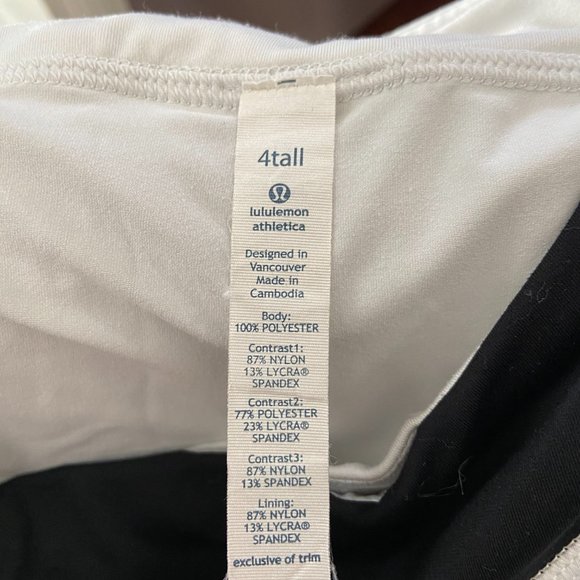 4tall
lululemon
athletica
Designed in
Vancouver
Made in
Cambodia
Body:
100% POLYESTER
Contrast1:
87% NYLON
13% LYCRA®
SPANDEX
Contrast2:
77% POLYESTER
23% LYCRA®
SPANDEX
Contrast3:
87% NYLON
13% SPANDEX
Lining:
87% NYLON
13% LYCRA®
SPANDEX
exclusive of trim